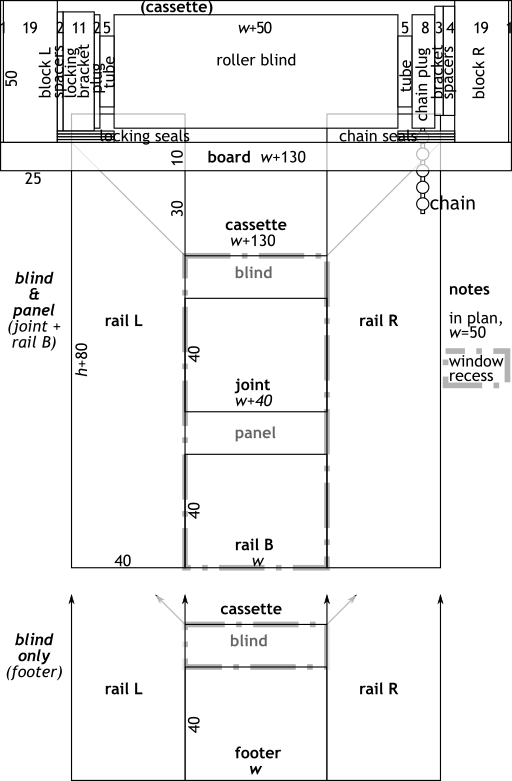 (cassette)
1 19 2 11 2 5 w+50 5 8 3 4 19 1
50
block L
spacers
locking
bracket
plug
tube
roller blind
tube
chain plug
bracket
spacers
block R
locking seals
chain seals
board w+130
10
25
30
chain
cassette
w+130
blind
blind
&
panel
(joint +
rail B)
rail L
rail R
notes
in plan,
w=50
window
recess
h+80
40
joint
w+40
panel
40
rail B
w
40
cassette
blind
blind
only
(footer)
rail L
rail R
40
footer
w